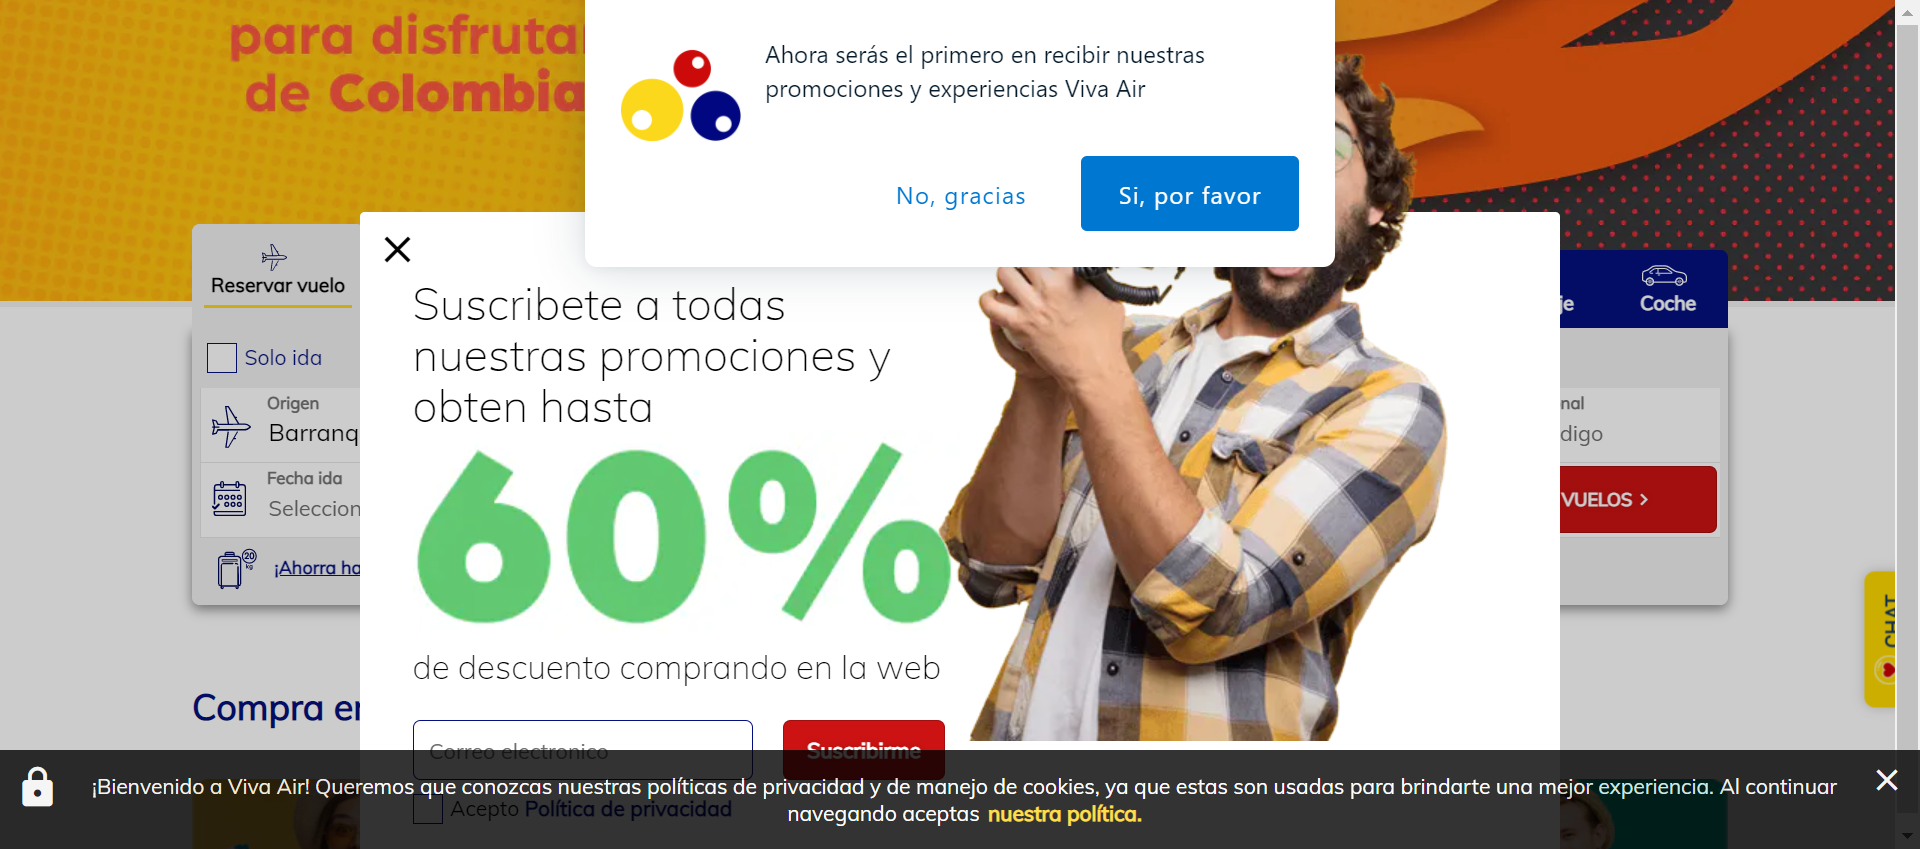 para disfruta
de Colombia
Ahora serás el primero en recibir nuestras
promociones y experiencias Viva Air
No, gracias
Si, por favor
Reservar vuelo
je
Coche
Suscribete a todas
nuestras promociones y
obten hasta
60%
de descuento comprando en la web
Correo electronico
Suscribirme
Acepto Política de privacidad
Solo ida
Origen
Barranq
Fecha ida
Seleccion
20
kg
¡Ahorra ha
nal
digo
VUELOS >
CHAT
Compra en
¡Bienvenido a Viva Air! Queremos que conozcas nuestras políticas de privacidad y de manejo de cookies, ya que estas son usadas para brindarte una mejor experiencia. Al continuar
navegando aceptas nuestra política.